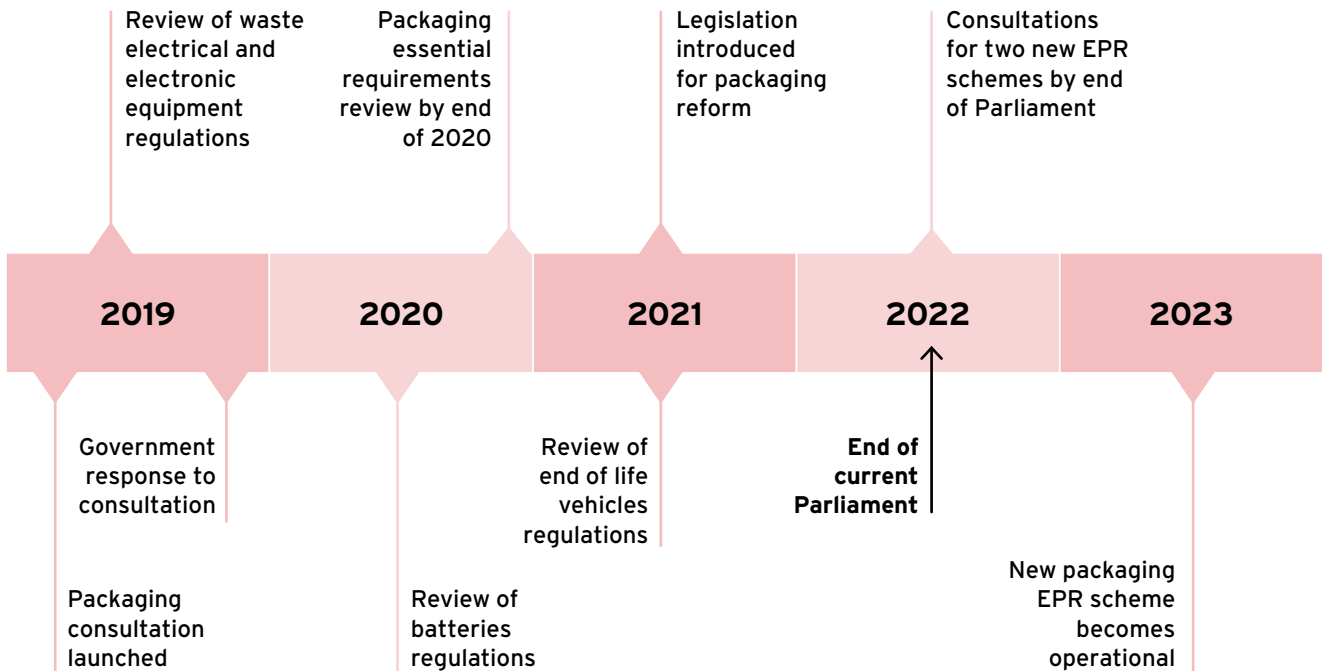 Review of waste
electrical and
electronic
equipment
regulations
Packaging
essential
requirements
review by end
of 2020
Legislation
introduced
for packaging
reform
Consultations
for two new EPR
schemes by end
of Parliament
2019
2020
2021
2022
2023
Government
response to
consultation
Review of
end of life
vehicles
regulations
End of
current
Parliament
Packaging
consultation
launched
Review of
batteries
regulations
New packaging
EPR scheme
becomes
operational